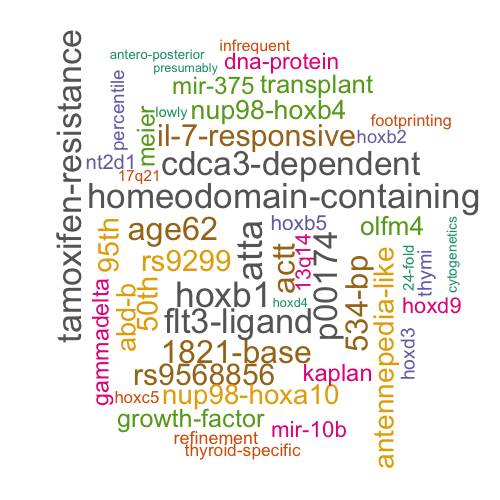 infrequent
antero-posterior
dna-protein
presumably
mir-375
transplant
percentile
lowly
nup98-hoxb4
footprinting
meier
il-7-responsive
hoxb2
nt2d1
cdca3-dependent
17q21
tamoxifen-resistance
homeodomain-containing
95th
age62
hoxb5
olfm4
atta
actt
13q14
p00174
rs9299
24-fold
thymi
cytogenetics
gammadelta
abd-b
50th
hoxb1
hoxd4
534-bp
antennepedia-like
hoxd9
flt3-ligand
hoxd3
1821-base
rs9568856
kaplan
hoxc5
nup98-hoxa10
growth-factor
mir-10b
refinement
thyroid-specific